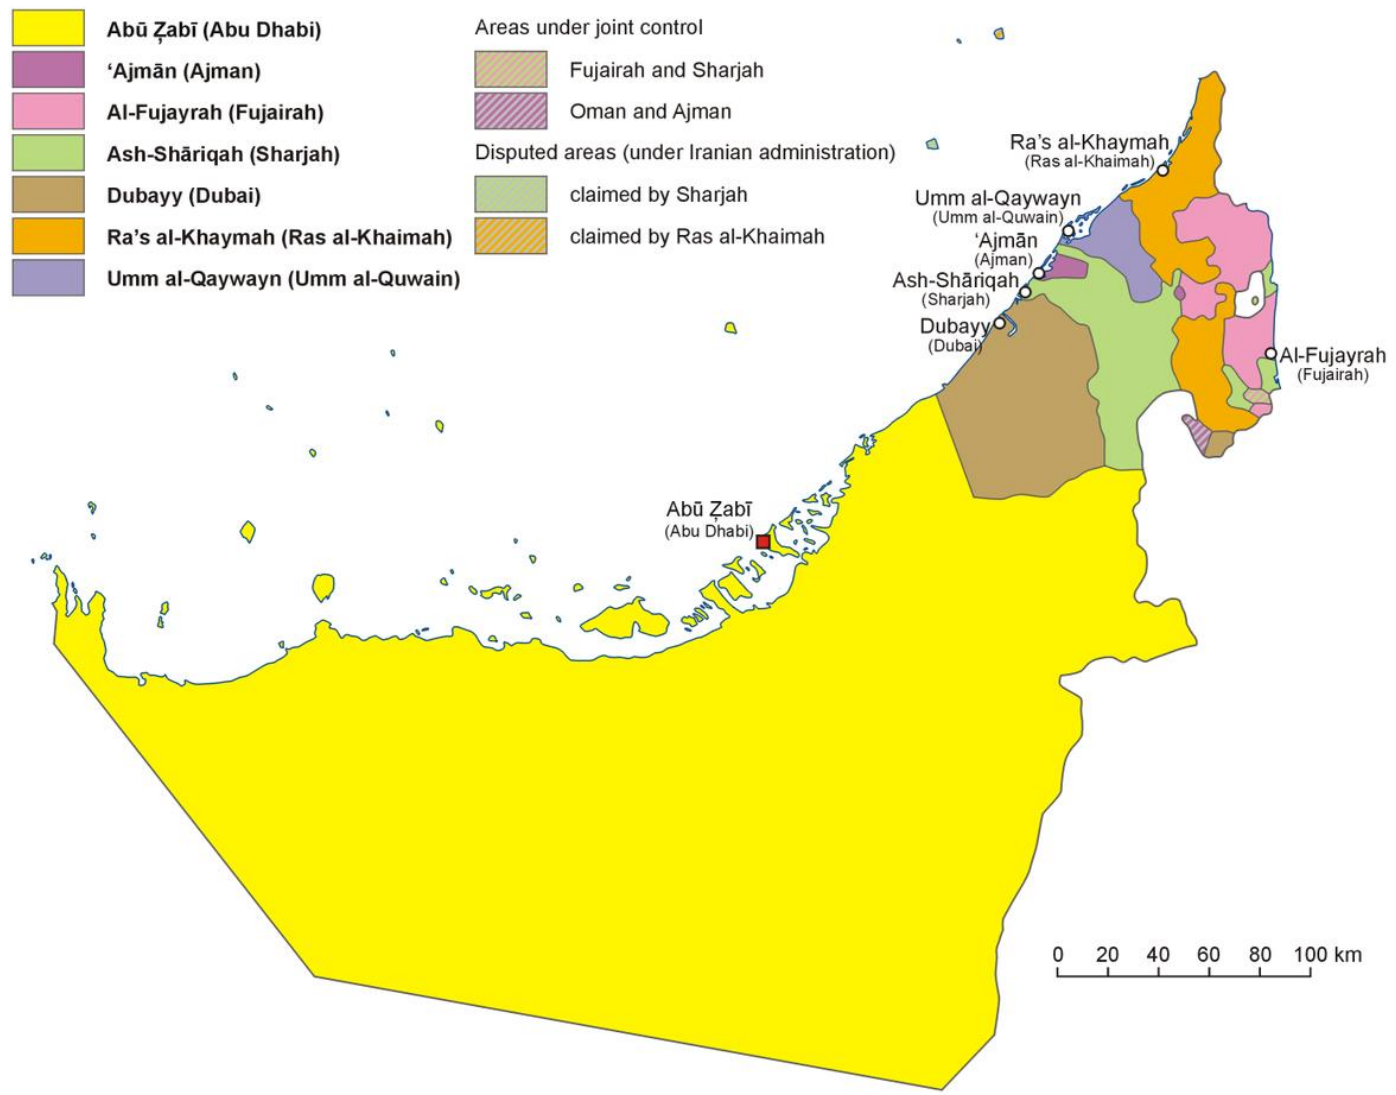 Abū Z̧abī (Abu Dhabi)
‘Ajmān (Ajman)
Al-Fujayrah (Fujairah)
Ash-Shāriqah (Sharjah)
Dubayy (Dubai)
Ra’s al-Khaymah (Ras al-Khaimah)
Umm al-Qaywayn (Umm al-Quwain)
Areas under joint control
Fujairah and Sharjah
Oman and Ajman
Disputed areas (under Iranian administration)
claimed by Sharjah
claimed by Ras al-Khaimah
Ra’s al-Khaymah
(Ras al-Khaimah)
Umm al-Qaywayn
(Umm al-Quwain)
‘Ajmān
(Ajman)
Ash-Shāriqah
(Sharjah)
Dubayy
(Dubai)
Al-Fujayrah
(Fujairah)
Abū Z̧abī
(Abu Dhabi)
0 20 40 60 80 100 km